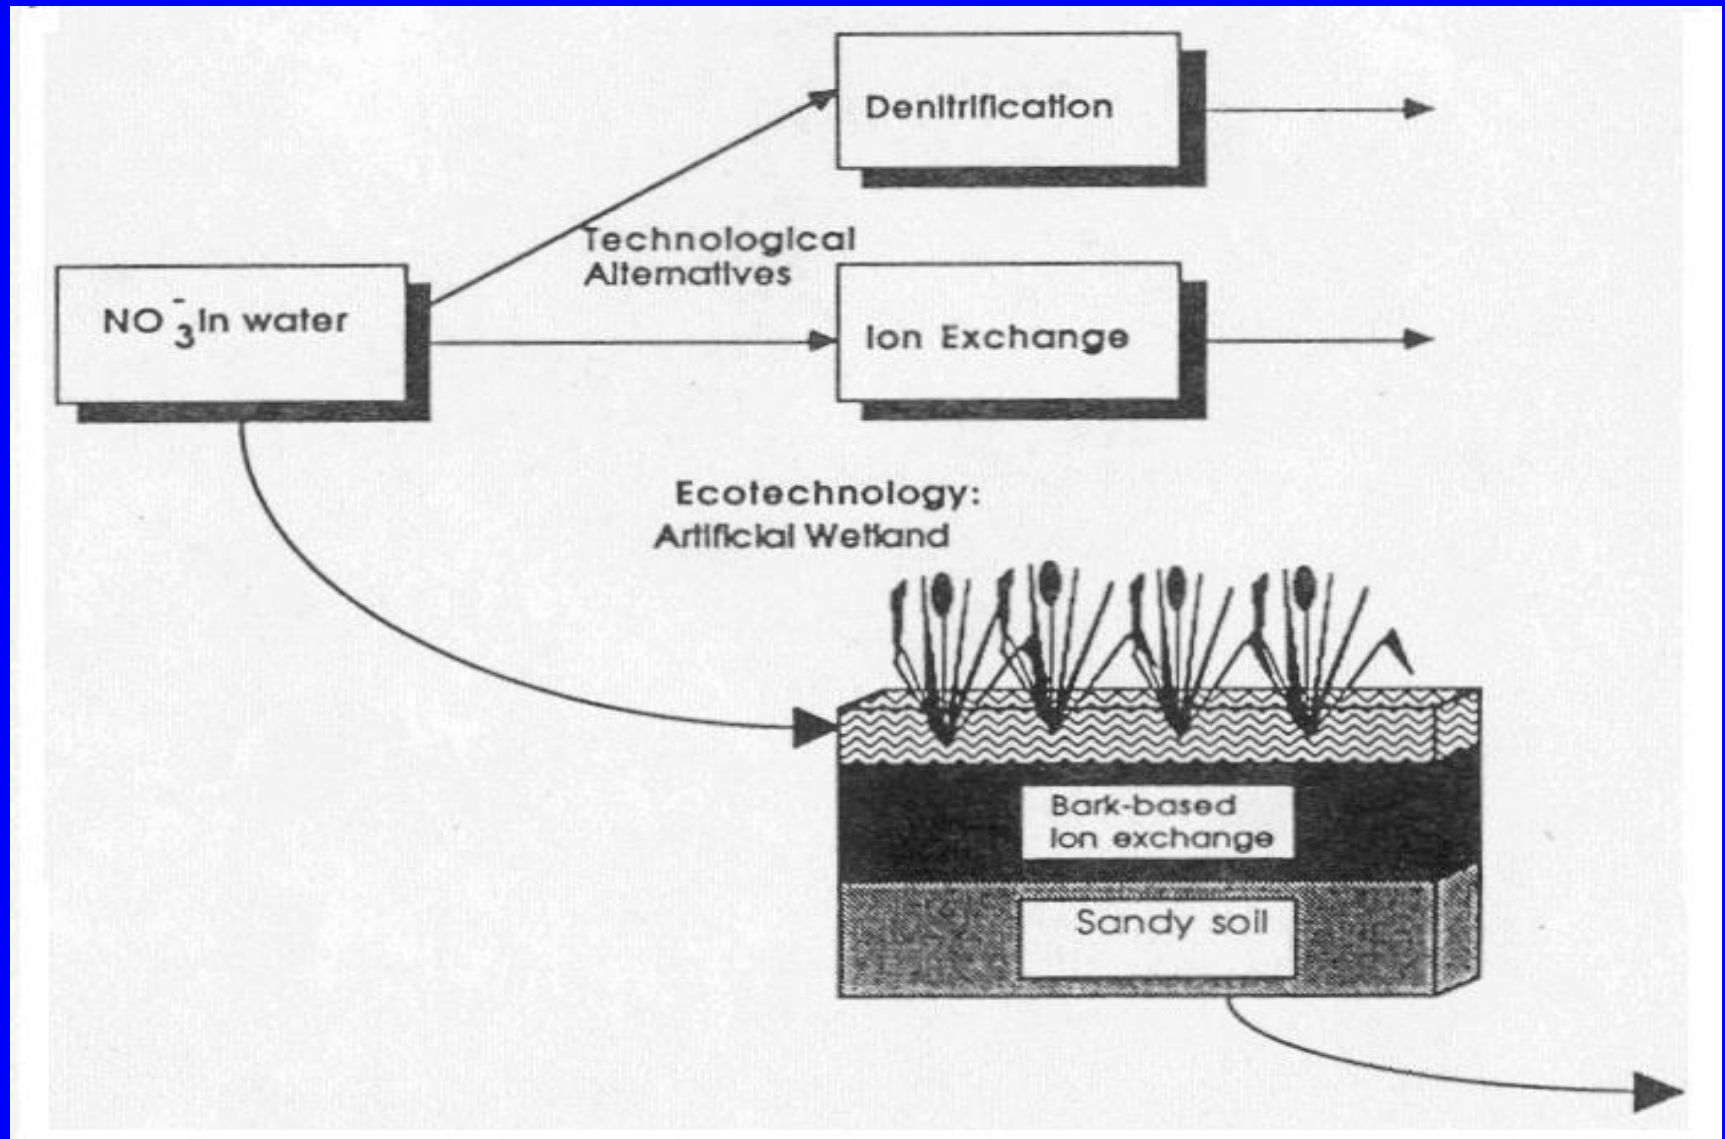 Denitrification
Technological
Alternatives
NO₃⁻ in water
Ion Exchange
Ecotechnology:
Artificial Wetland
Bark-based
Ion exchange
Sandy soil